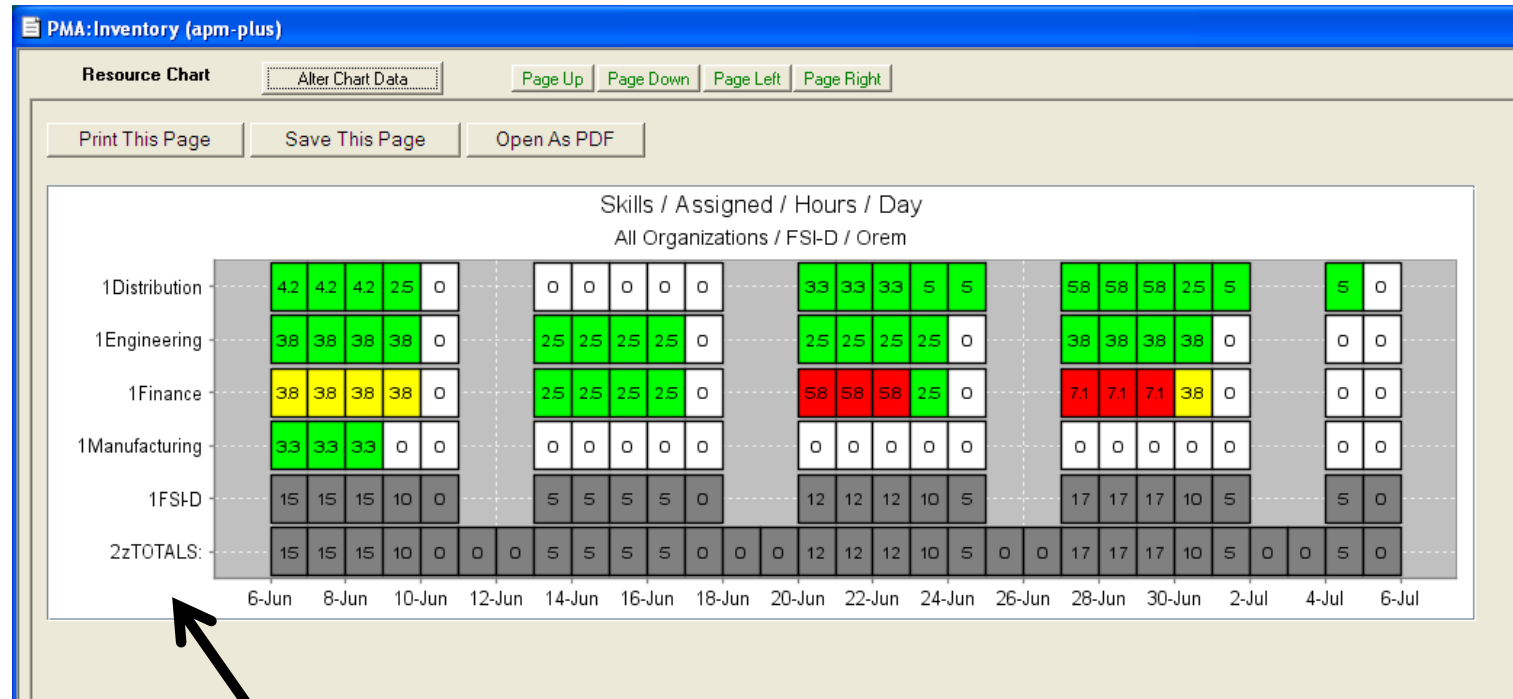 PMA:Inventory (apm-plus)
Resource Chart Alter Chart Data Page Up Page Down Page Left Page Right
Print This Page Save This Page Open As PDF
Skills / Assigned / Hours / Day
All Organizations / FSI-D / Orem
1Distribution 4.2 4.2 4.2 2.5 0 0 0 0 0 0 3.3 3.3 3.3 5 5 5.8 5.8 5.8 2.5 5 5 0
1Engineering 3.8 3.8 3.8 3.8 0 2.5 2.5 2.5 2.5 0 2.5 2.5 2.5 2.5 0 3.8 3.8 3.8 3.8 0 0 0
1Finance 3.8 3.8 3.8 3.8 0 2.5 2.5 2.5 2.5 0 5.8 5.8 5.8 2.5 0 7.1 7.1 7.1 3.8 0 0 0
1Manufacturing 3.3 3.3 3.3 0 0 0 0 0 0 0 0 0 0 0 0 0 0 0 0 0 0 0
1FSI-D 15 15 15 10 0 5 5 5 5 0 12 12 12 10 5 17 17 17 10 5 5 0
2zTOTALS: 15 15 15 10 0 0 0 5 5 5 5 0 0 0 12 12 12 10 5 0 0 17 17 17 10 5 0 0 5 0
6-Jun 8-Jun 10-Jun 12-Jun 14-Jun 16-Jun 18-Jun 20-Jun 22-Jun 24-Jun 26-Jun 28-Jun 30-Jun 2-Jul 4-Jul 6-Jul